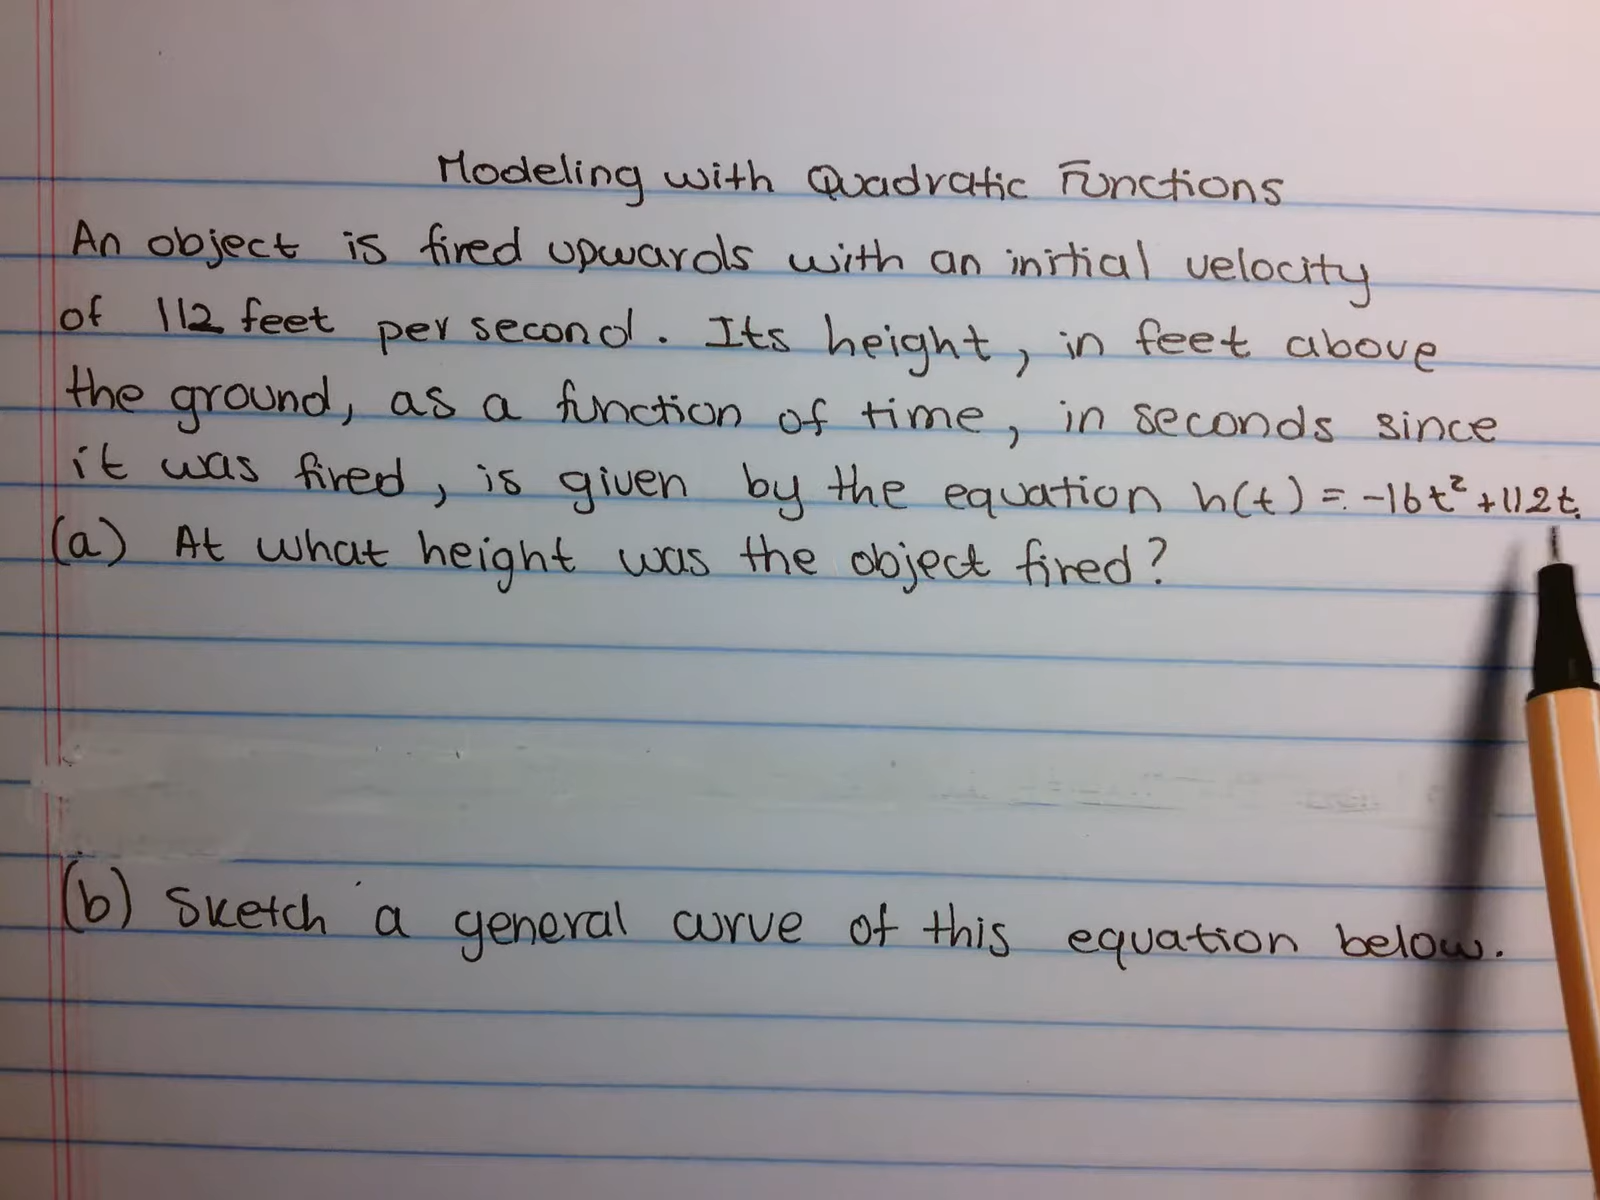 Modeling with Quadratic Functions
An object is fired upwards with an initial velocity
of 112 feet per second. Its height, in feet above
the ground, as a function of time, in seconds since
it was fired, is given by the equation h(t) = -16t² +112t.
(a) At what height was the object fired?
(b) Sketch a general curve of this equation below.